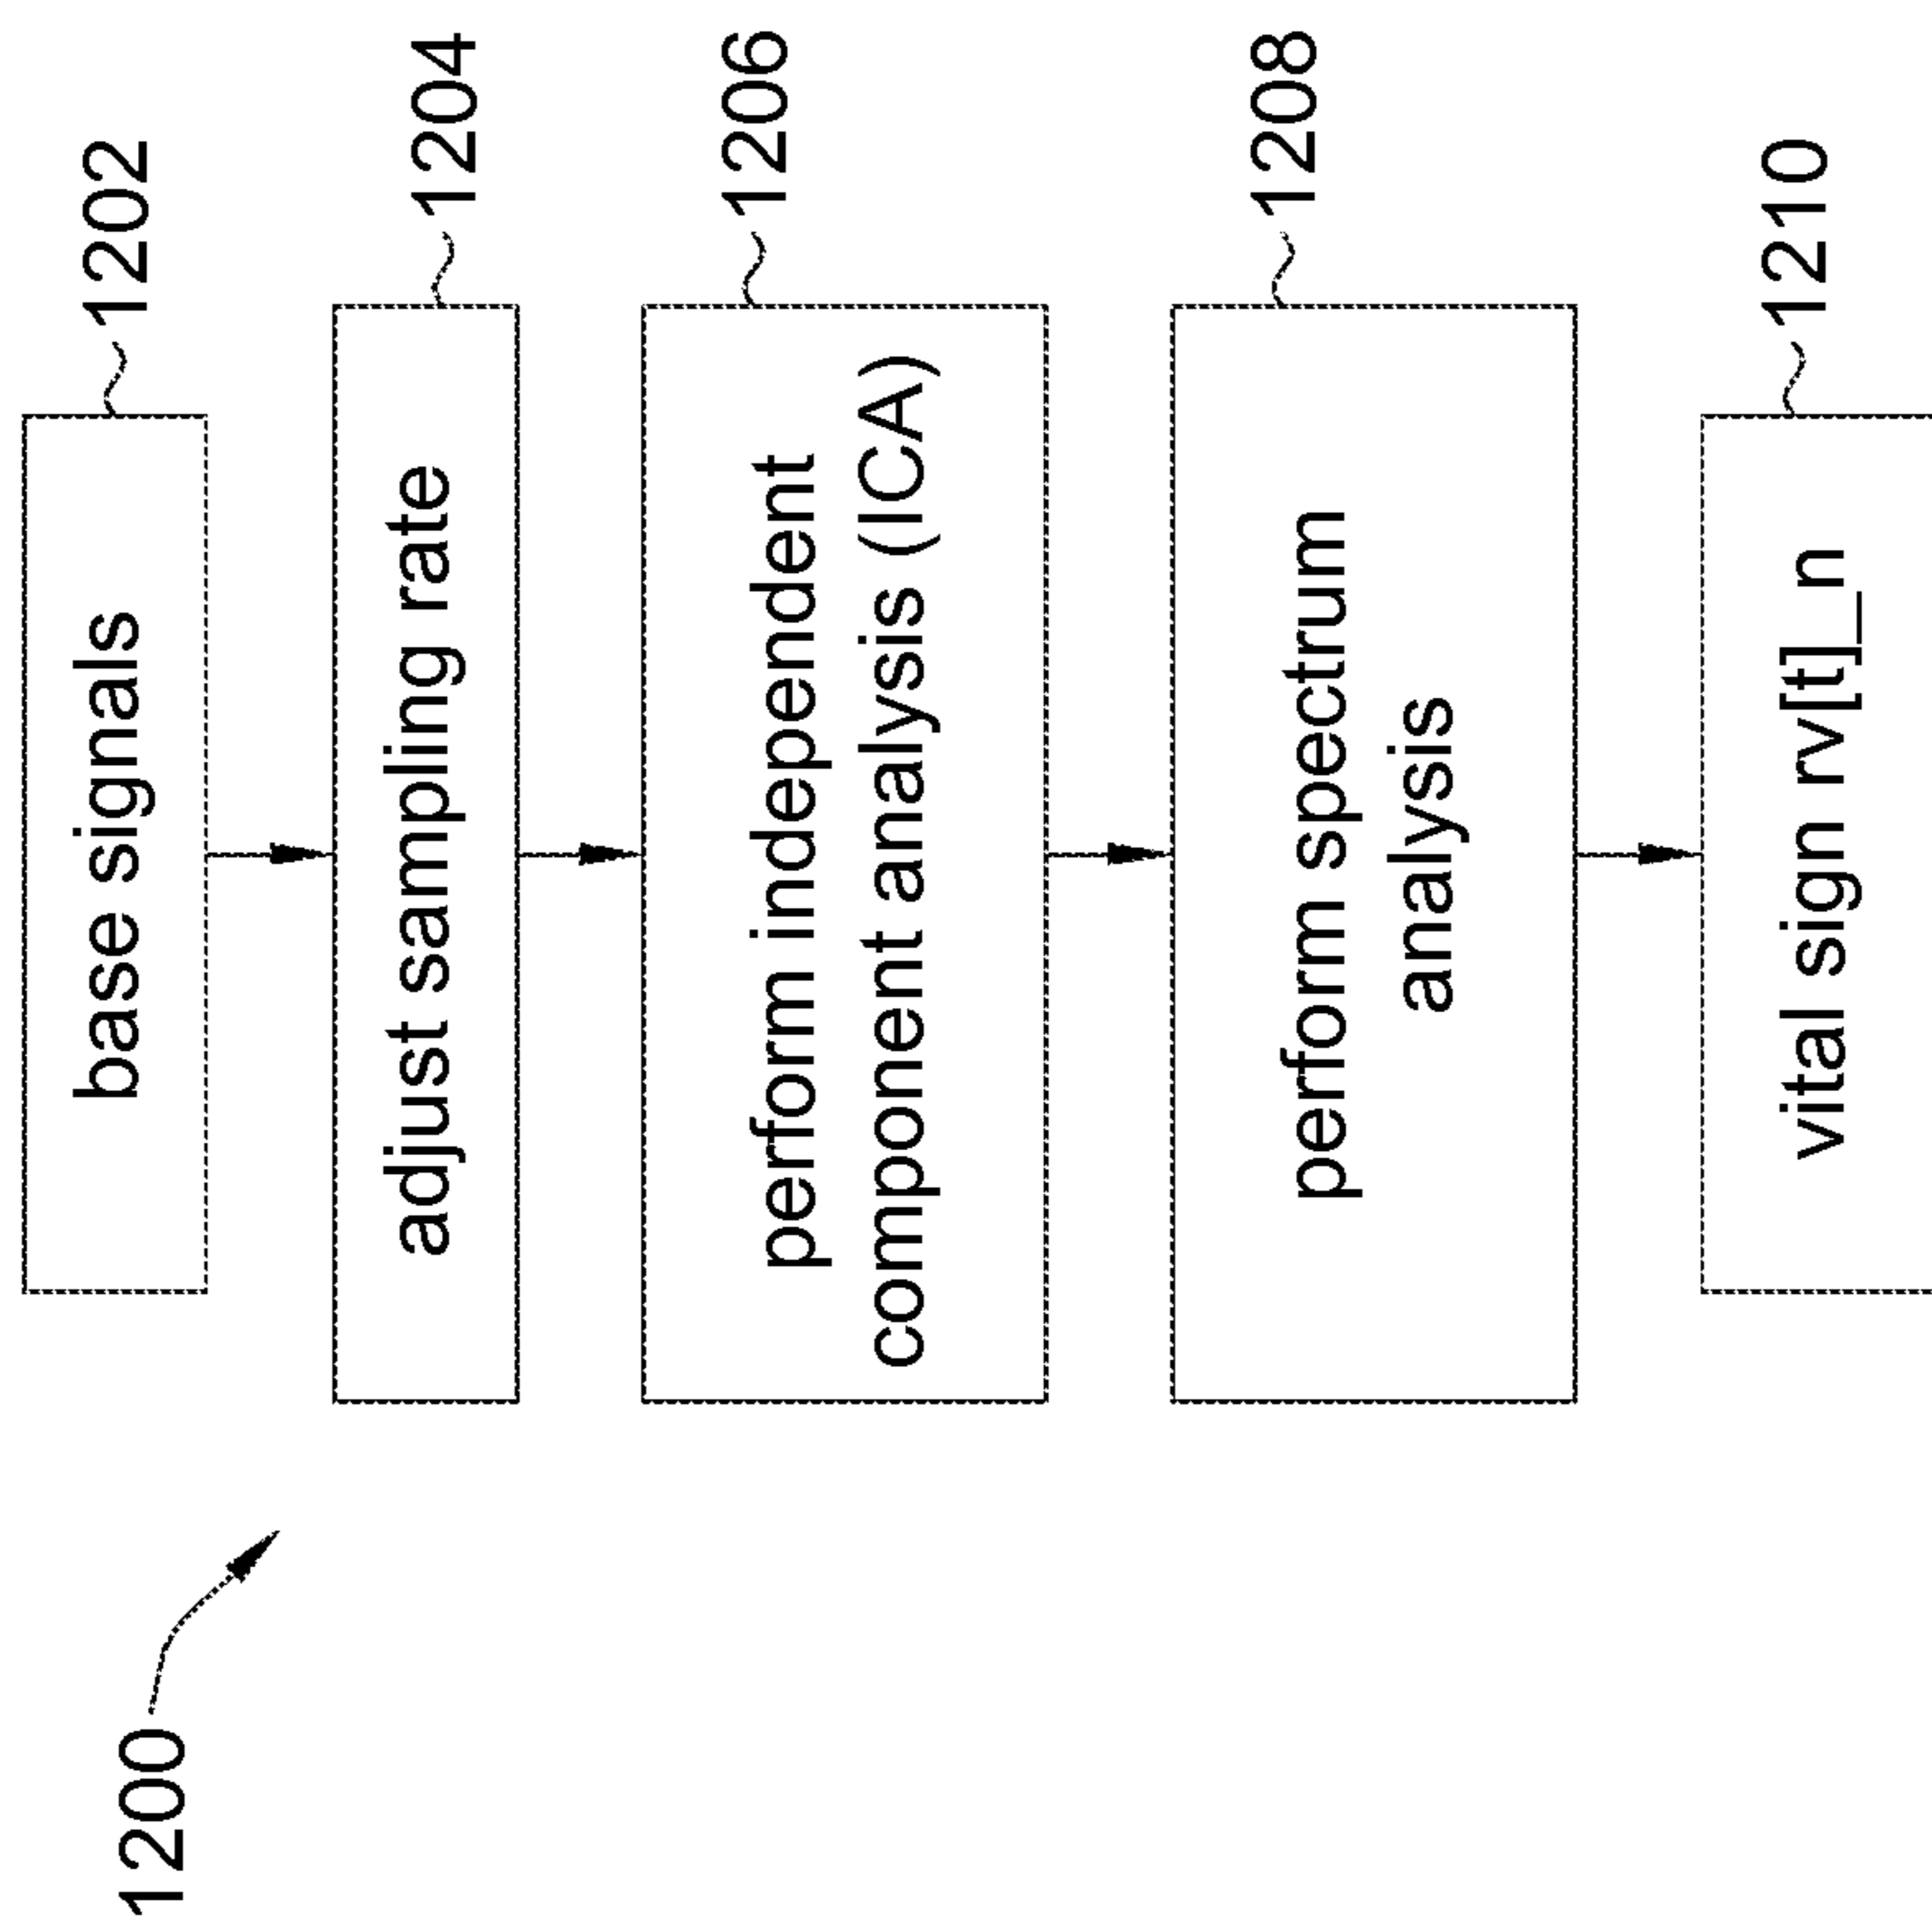 1200
base signals
1202
adjust sampling rate
1204
perform independent
component analysis (ICA)
1206
perform spectrum
analysis
1208
vital sign rv[t]_n
1210